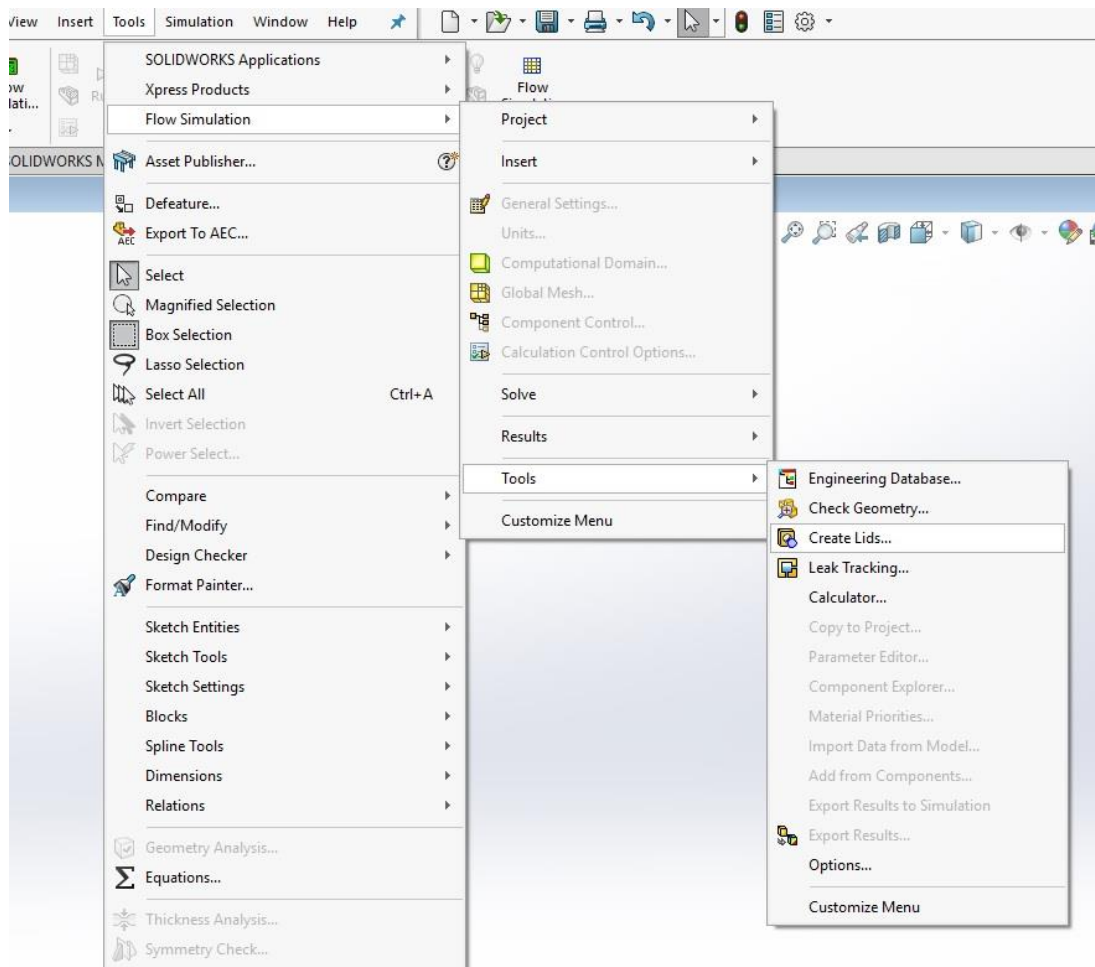 View Insert Tools Simulation Window Help
SOLIDWORKS Applications
Xpress Products
Flow Simulation
Asset Publisher...
Defeature...
AEC Export To AEC...
Select
Magnified Selection
Box Selection
Lasso Selection
Select All Ctrl+A
Invert Selection
Power Select...
Compare
Find/Modify
Design Checker
Format Painter...
Sketch Entities
Sketch Tools
Sketch Settings
Blocks
Spline Tools
Dimensions
Relations
Geometry Analysis...
Equations...
Thickness Analysis...
Symmetry Check...
Flow
Project
Insert
General Settings...
Units...
Computational Domain...
Global Mesh...
Component Control...
Calculation Control Options...
Solve
Results
Tools
Customize Menu
Engineering Database...
Check Geometry...
Create Lids...
Leak Tracking...
Calculator...
Copy to Project...
Parameter Editor...
Component Explorer...
Material Priorities...
Import Data from Model...
Add from Components...
Export Results to Simulation
Export Results...
Options...
Customize Menu